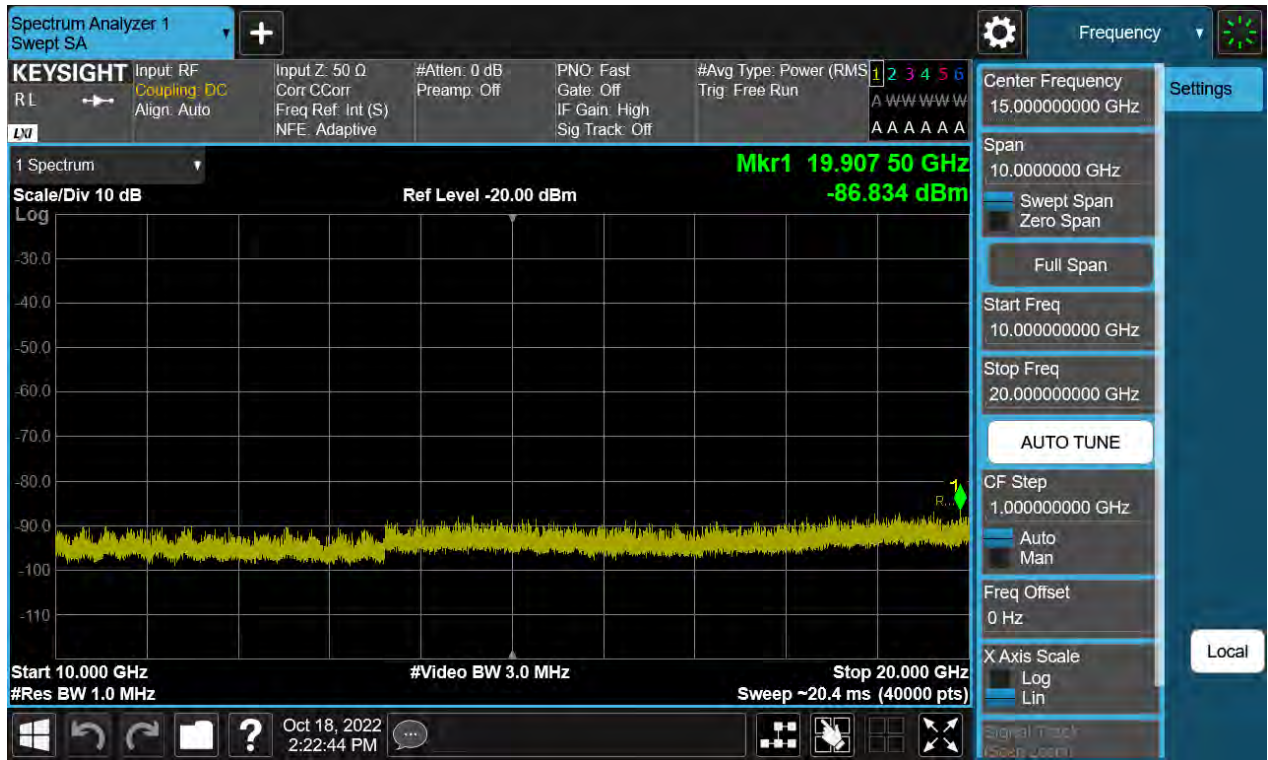 Spectrum Analyzer 1
Swept SA
+
Frequency
KEYSIGHT
RL
LXI
Input: RF
Coupling: DC
Align: Auto
Input Z: 50 Ω
Corr CCorr
Freq Ref: Int (S)
NFE: Adaptive
#Atten: 0 dB
Preamp: Off
PNO: Fast
Gate: Off
IF Gain: High
Sig Track: Off
#Avg Type: Power (RMS
Trig: Free Run
1 2 3 4 5 6
A W W W W W
A A A A A A
1 Spectrum
Scale/Div 10 dB
Ref Level -20.00 dBm
Mkr1 19.907 50 GHz
-86.834 dBm
Log
-30.0
-40.0
-50.0
-60.0
-70.0
-80.0
-90.0
-100
-110
1
R...
Start 10.000 GHz
#Res BW 1.0 MHz
#Video BW 3.0 MHz
Stop 20.000 GHz
Sweep ~20.4 ms (40000 pts)
Center Frequency
15.000000000 GHz
Span
10.0000000 GHz
Swept Span
Zero Span
Full Span
Start Freq
10.000000000 GHz
Stop Freq
20.000000000 GHz
AUTO TUNE
CF Step
1.000000000 GHz
Auto
Man
Freq Offset
0 Hz
X Axis Scale
Log
Lin
Signal Track
(Span Zoom)
Settings
Local
?
Oct 18, 2022
2:22:44 PM